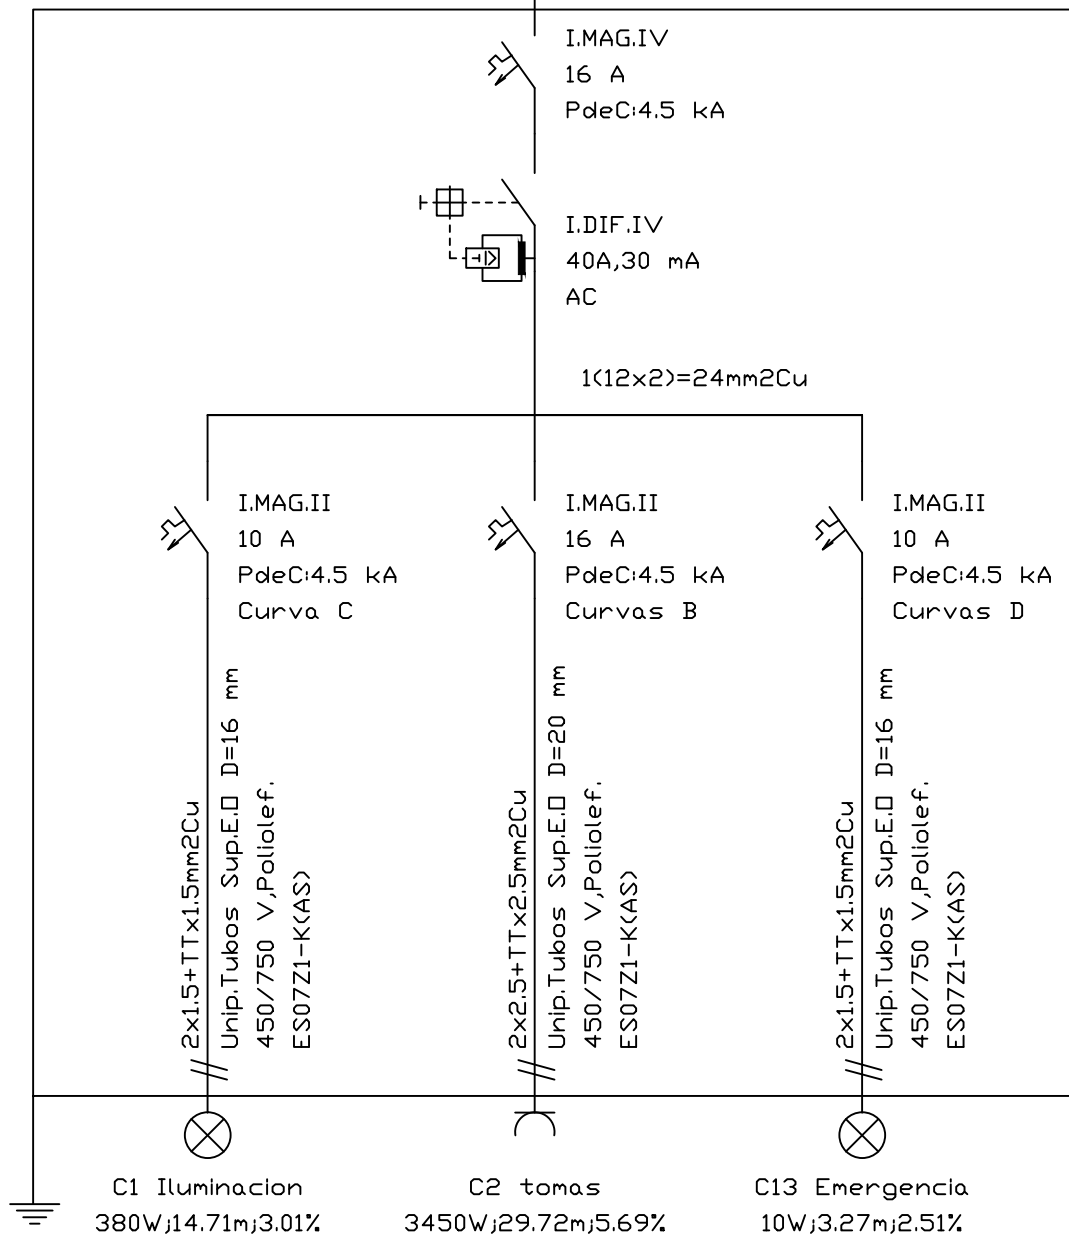 I.MAG.IV
16 A
PdeC:4.5 kA
I.DIF.IV
40A,30 mA
AC
1(12x2)=24mm2Cu
I.MAG.II
10 A
PdeC:4.5 kA
Curva C
I.MAG.II
16 A
PdeC:4.5 kA
Curvas B
I.MAG.II
10 A
PdeC:4.5 kA
Curvas D
2x1.5+TTx1.5mm2Cu
Unip.Tubos Sup.E.□ D=16 mm
450/750 V,Poliolef.
ES07Z1-K(AS)
2x2.5+TTx2.5mm2Cu
Unip.Tubos Sup.E.□ D=20 mm
450/750 V,Poliolef.
ES07Z1-K(AS)
2x1.5+TTx1.5mm2Cu
Unip.Tubos Sup.E.□ D=16 mm
450/750 V,Poliolef.
ES07Z1-K(AS)
C1 Iluminacion
380W;14.71m;3.01%
C2 tomas
3450W;29.72m;5.69%
C13 Emergencia
10W;3.27m;2.51%